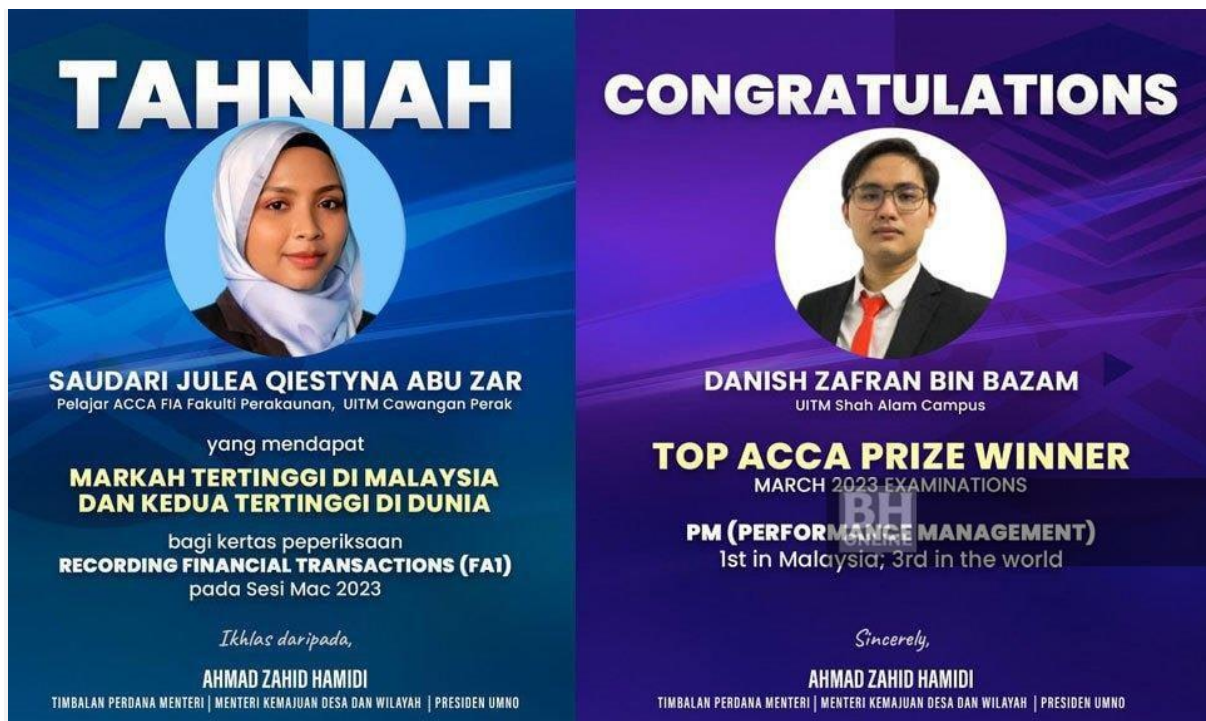 TAHNIAH
SAUDARI JULEA QIESTYNA ABU ZAR
Pelajar ACCA FIA Fakulti Perakaunan, UITM Cawangan Perak
yang mendapat
MARKAH TERTINGGI DI MALAYSIA
DAN KEDUA TERTINGGI DI DUNIA
bagi kertas peperiksaan
RECORDING FINANCIAL TRANSACTIONS (FA1)
pada Sesi Mac 2023
Ikhlas daripada,
AHMAD ZAHID HAMIDI
TIMBALAN PERDANA MENTERI | MENTERI KEMAJUAN DESA DAN WILAYAH | PRESIDEN UMNO
CONGRATULATIONS
DANISH ZAFRAN BIN BAZAM
UITM Shah Alam Campus
TOP ACCA PRIZE WINNER
MARCH 2023 EXAMINATIONS
PM (PERFORMANCE MANAGEMENT)
1st in Malaysia; 3rd in the world
BH
ONLINE
Sincerely,
AHMAD ZAHID HAMIDI
TIMBALAN PERDANA MENTERI | MENTERI KEMAJUAN DESA DAN WILAYAH | PRESIDEN UMNO